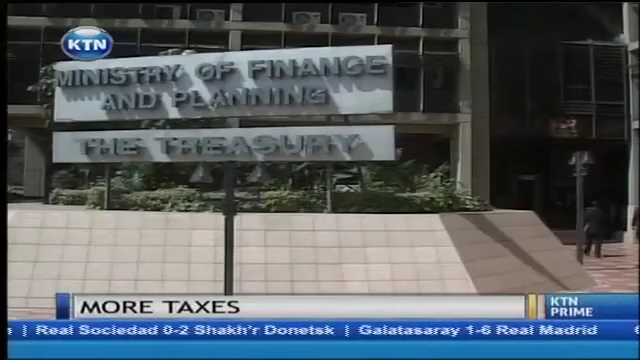 KTN
MINISTRY OF FINANCE
AND PLANNING
THE TREASURY
MORE TAXES
KTN
PRIME
| Real Sociedad 0-2 Shakh'r Donetsk | Galatasaray 1-6 Real Madrid